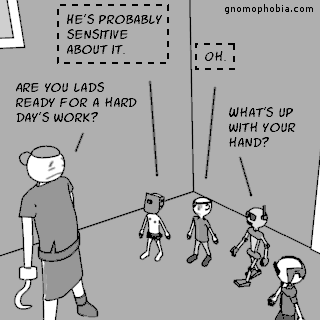 gnomophobia.com
ARE YOU LADS
READY FOR A HARD
DAY'S WORK?
WHAT'S UP
WITH YOUR
HAND?
HE'S PROBABLY
SENSITIVE
ABOUT IT.
OH.